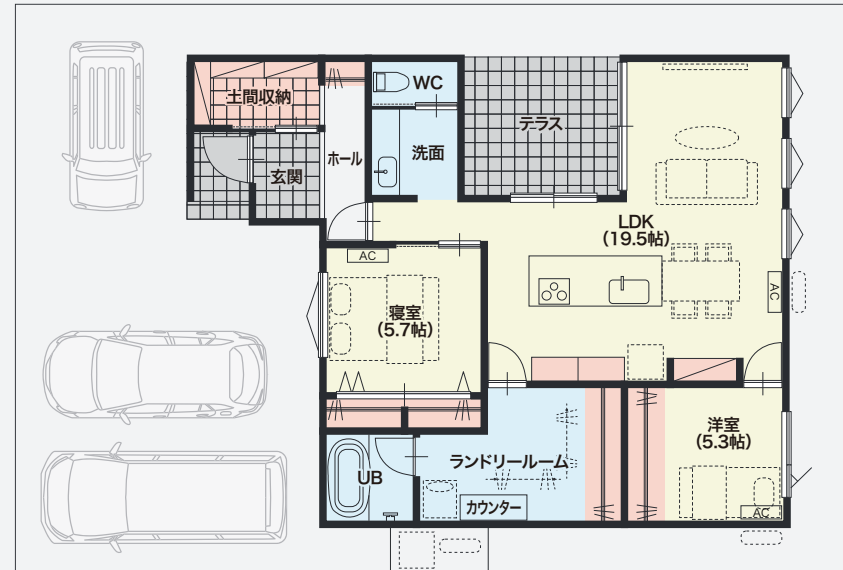 土間収納
WC
テラス
玄関
ホール
洗面
LDK
(19.5帖)
AC
寝室
(5.7帖)
AC
洋室
(5.3帖)
AC
ランドリールーム
UB
カウンター